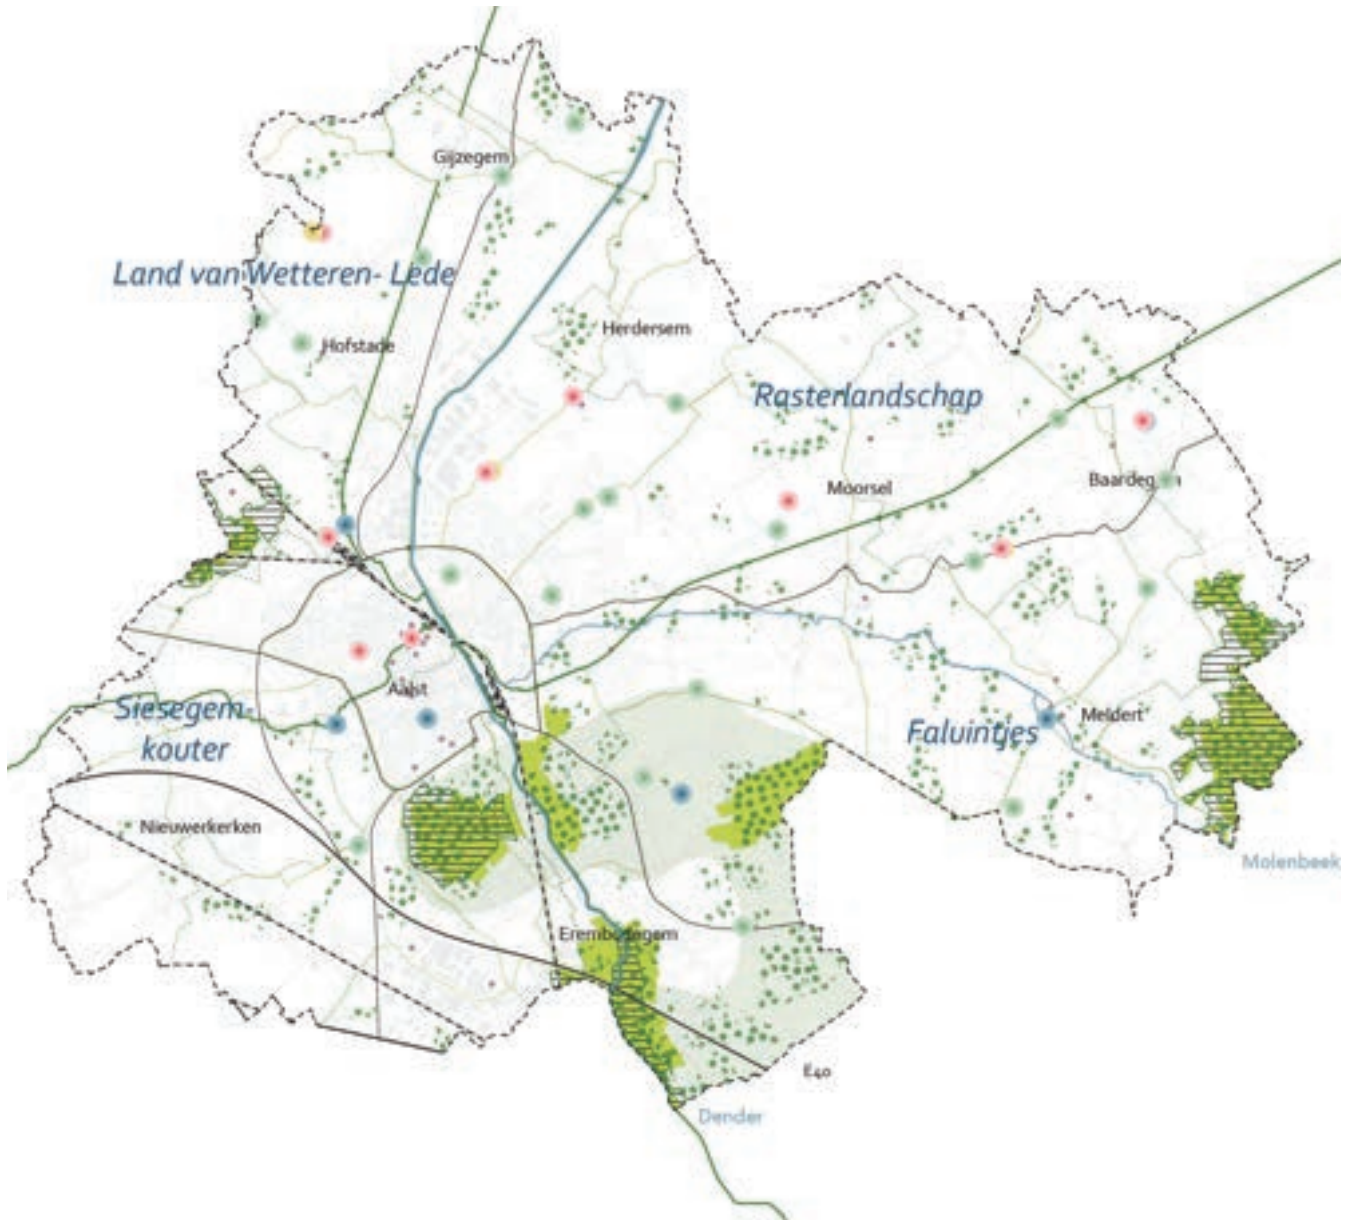 Gijzegem
Land van Wetteren- Lede
Herdersem
Hofstade
Rasterlandschap
Moorsel
Baardeg
Aalst
Siesegem-
kouter
Faluintjes
Meldert
Nieuwerkerken
Molenbeek
Erembodegem
E40
Dender